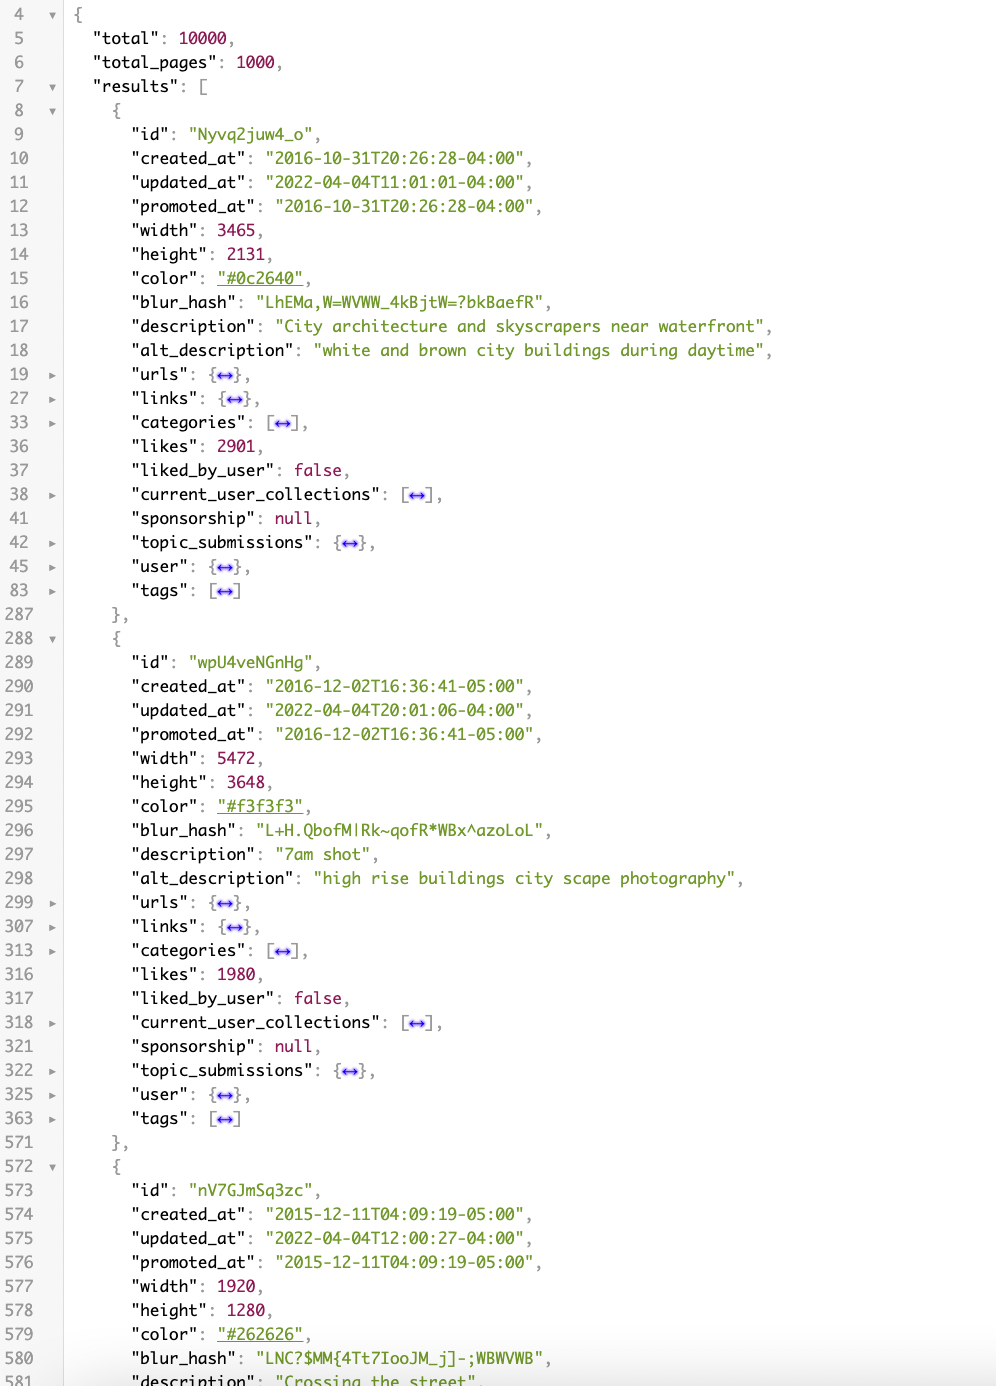 4 ▼ {
5 "total": 10000,
6 "total_pages": 1000,
7 ▼ "results": [
8 ▼ {
9 "id": "Nyvq2juw4_o",
10 "created_at": "2016-10-31T20:26:28-04:00",
11 "updated_at": "2022-04-04T11:01:01-04:00",
12 "promoted_at": "2016-10-31T20:26:28-04:00",
13 "width": 3465,
14 "height": 2131,
15 "color": "#0c2640",
16 "blur_hash": "LhEMa,W=WVWW_4kBjtW=?bkBaefR",
17 "description": "City architecture and skyscrapers near waterfront",
18 "alt_description": "white and brown city buildings during daytime",
19 ▶ "urls": {↔},
27 ▶ "links": {↔},
33 ▶ "categories": [↔],
36 "likes": 2901,
37 "liked_by_user": false,
38 ▶ "current_user_collections": [↔],
41 "sponsorship": null,
42 ▶ "topic_submissions": {↔},
45 ▶ "user": {↔},
83 ▶ "tags": [↔]
287 },
288 ▼ {
289 "id": "wpU4veNGnHg",
290 "created_at": "2016-12-02T16:36:41-05:00",
291 "updated_at": "2022-04-04T20:01:06-04:00",
292 "promoted_at": "2016-12-02T16:36:41-05:00",
293 "width": 5472,
294 "height": 3648,
295 "color": "#f3f3f3",
296 "blur_hash": "L+H.QbofM|Rk~qofR*WBx^azoLoL",
297 "description": "7am shot",
298 "alt_description": "high rise buildings city scape photography",
299 ▶ "urls": {↔},
307 ▶ "links": {↔},
313 ▶ "categories": [↔],
316 "likes": 1980,
317 "liked_by_user": false,
318 ▶ "current_user_collections": [↔],
321 "sponsorship": null,
322 ▶ "topic_submissions": {↔},
325 ▶ "user": {↔},
363 ▶ "tags": [↔]
571 },
572 ▼ {
573 "id": "nV7GJmSq3zc",
574 "created_at": "2015-12-11T04:09:19-05:00",
575 "updated_at": "2022-04-04T12:00:27-04:00",
576 "promoted_at": "2015-12-11T04:09:19-05:00",
577 "width": 1920,
578 "height": 1280,
579 "color": "#262626",
580 "blur_hash": "LNC?$MM{4Tt7IooJM_j]-;WBWVWB",
581 "description": "Crossing the street",